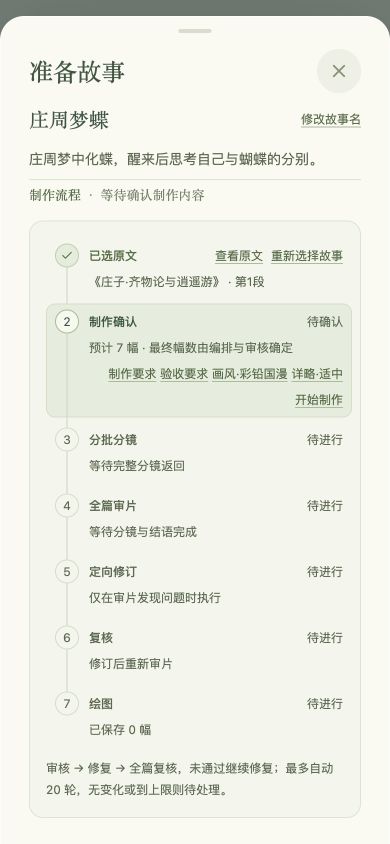 准备故事
庄周梦蝶 修改故事名
庄周梦中化蝶，醒来后思考自己与蝴蝶的分别。
制作流程 · 等待确认制作内容
已选原文 查看原文 重新选择故事
《庄子·齐物论与逍遥游》 · 第1段
2 制作确认 待确认
预计 7 幅 · 最终幅数由编排与审核确定
制作要求 验收要求 画风·彩铅国漫 详略·适中
开始制作
3 分批分镜 待进行
等待完整分镜返回
4 全篇审片 待进行
等待分镜与结语完成
5 定向修订 待进行
仅在审片发现问题时执行
6 复核 待进行
修订后重新审片
7 绘图 待进行
已保存 0 幅
审核 → 修复 → 全篇复核，未通过继续修复；最多自动
20 轮，无变化或到上限则待处理。